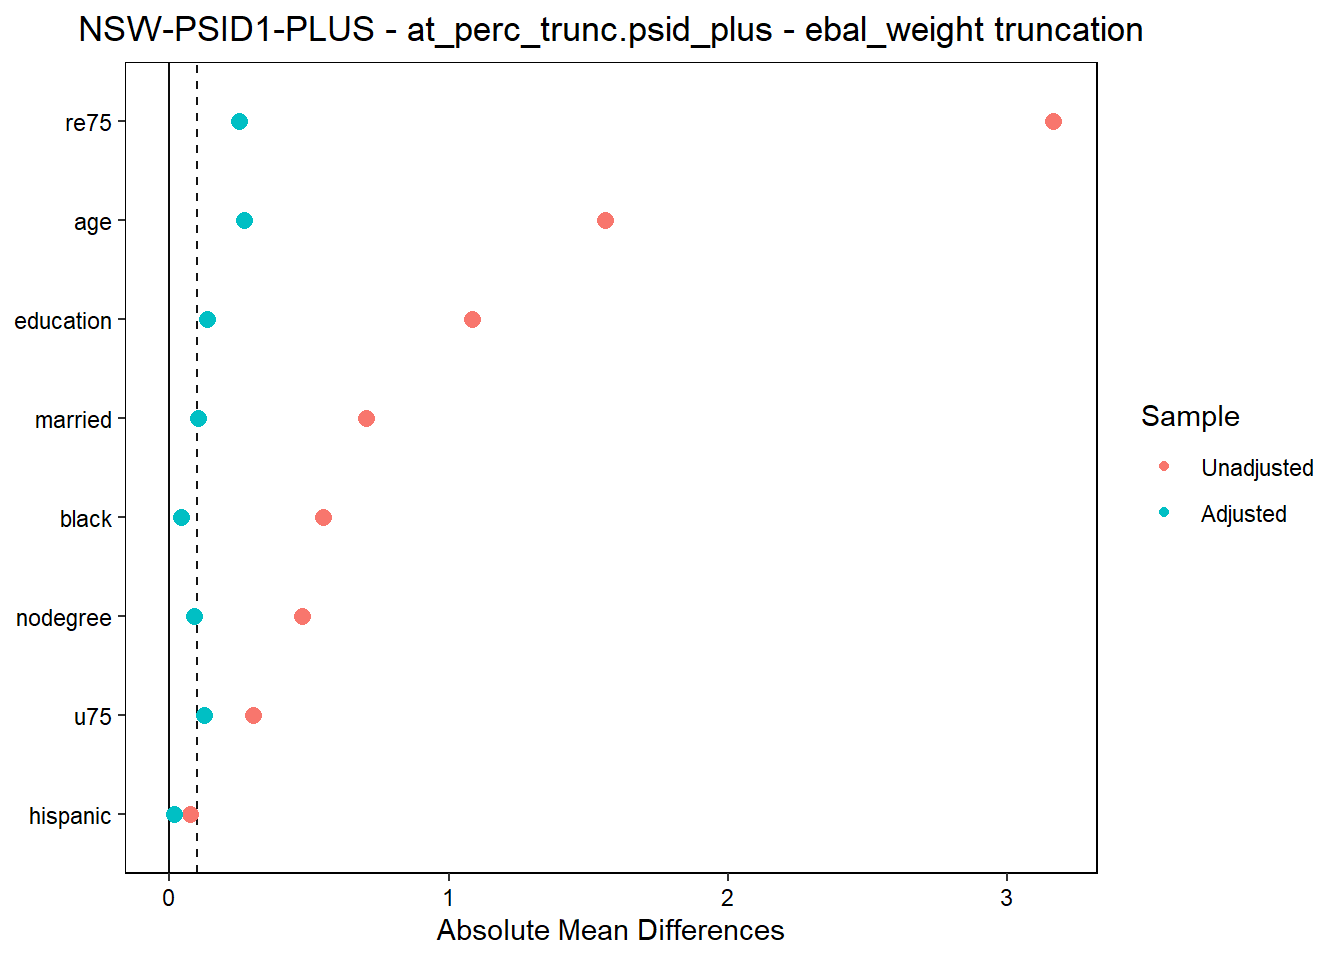 NSW-PSID1-PLUS - at_perc_trunc.psid_plus - ebal_weight truncation
re75
age
education
married
black
nodegree
u75
hispanic
0 1 2 3
Absolute Mean Differences
Sample
Unadjusted
Adjusted